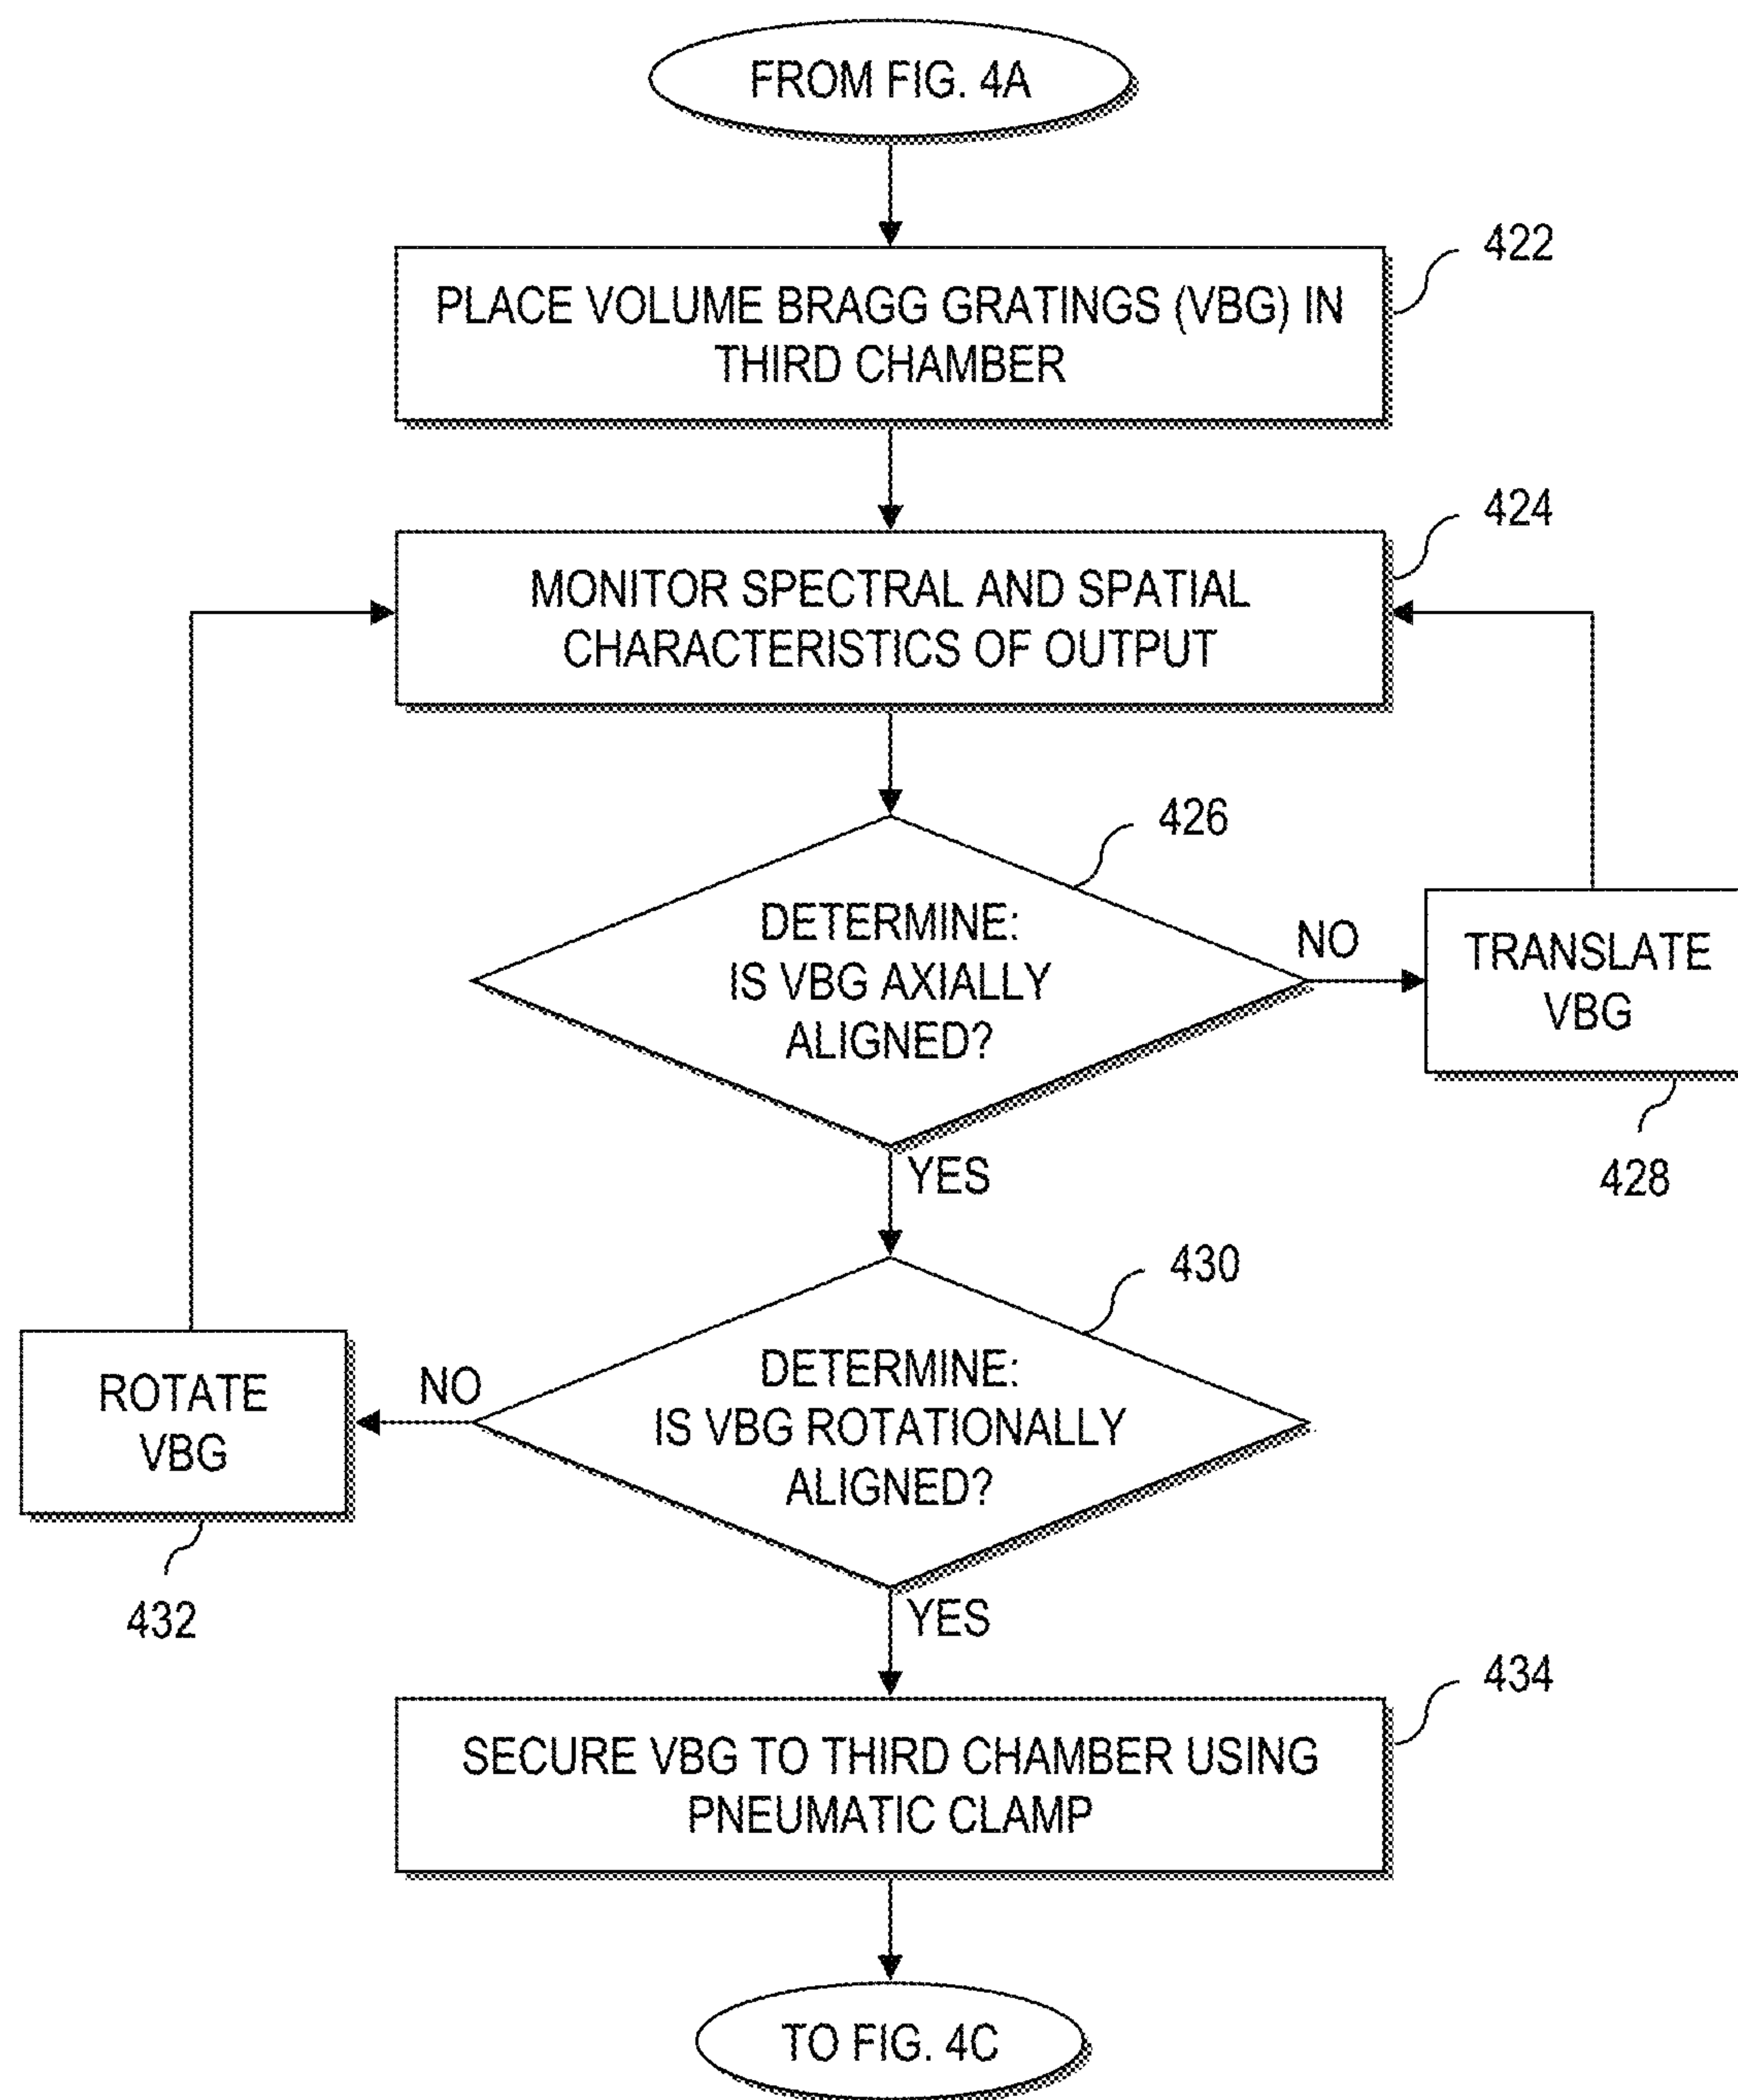 FROM FIG. 4A
422
PLACE VOLUME BRAGG GRATINGS (VBG) IN
THIRD CHAMBER
424
MONITOR SPECTRAL AND SPATIAL
CHARACTERISTICS OF OUTPUT
426
DETERMINE:
IS VBG AXIALLY
ALIGNED?
NO
TRANSLATE
VBG
428
YES
430
DETERMINE:
IS VBG ROTATIONALLY
ALIGNED?
NO
ROTATE
VBG
432
YES
434
SECURE VBG TO THIRD CHAMBER USING
PNEUMATIC CLAMP
TO FIG. 4C